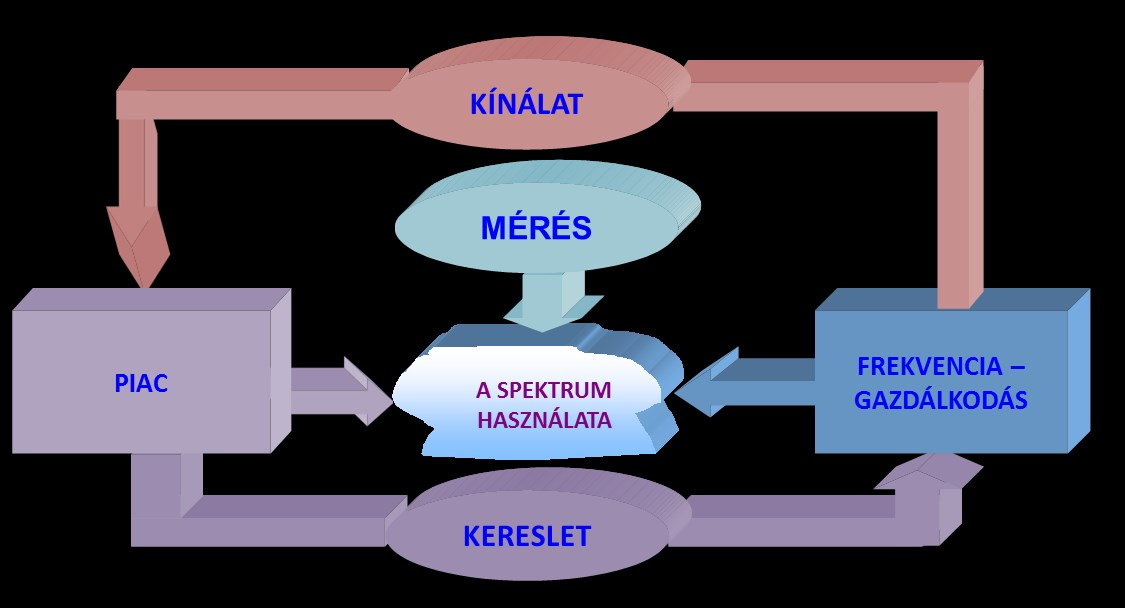 KÍNÁLAT
MÉRÉS
PIAC
A SPEKTRUM
HASZNÁLATA
FREKVENCIA –
GAZDÁLKODÁS
KERESLET